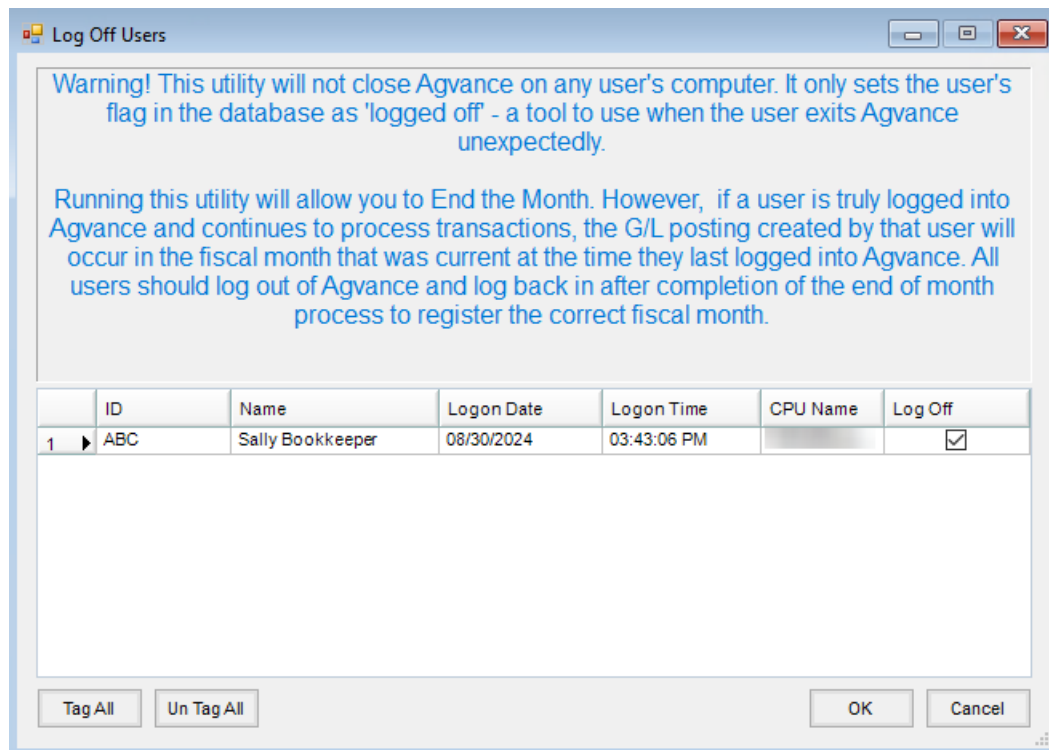 Log Off Users
Warning! This utility will not close Agvance on any user's computer. It only sets the user's
flag in the database as 'logged off' - a tool to use when the user exits Agvance
unexpectedly.
Running this utility will allow you to End the Month. However,  if a user is truly logged into
Agvance and continues to process transactions, the G/L posting created by that user will
occur in the fiscal month that was current at the time they last logged into Agvance. All
users should log out of Agvance and log back in after completion of the end of month
process to register the correct fiscal month.
ID Name Logon Date Logon Time CPU Name Log Off
1 ABC Sally Bookkeeper 08/30/2024 03:43:06 PM
Tag All Un Tag All OK Cancel